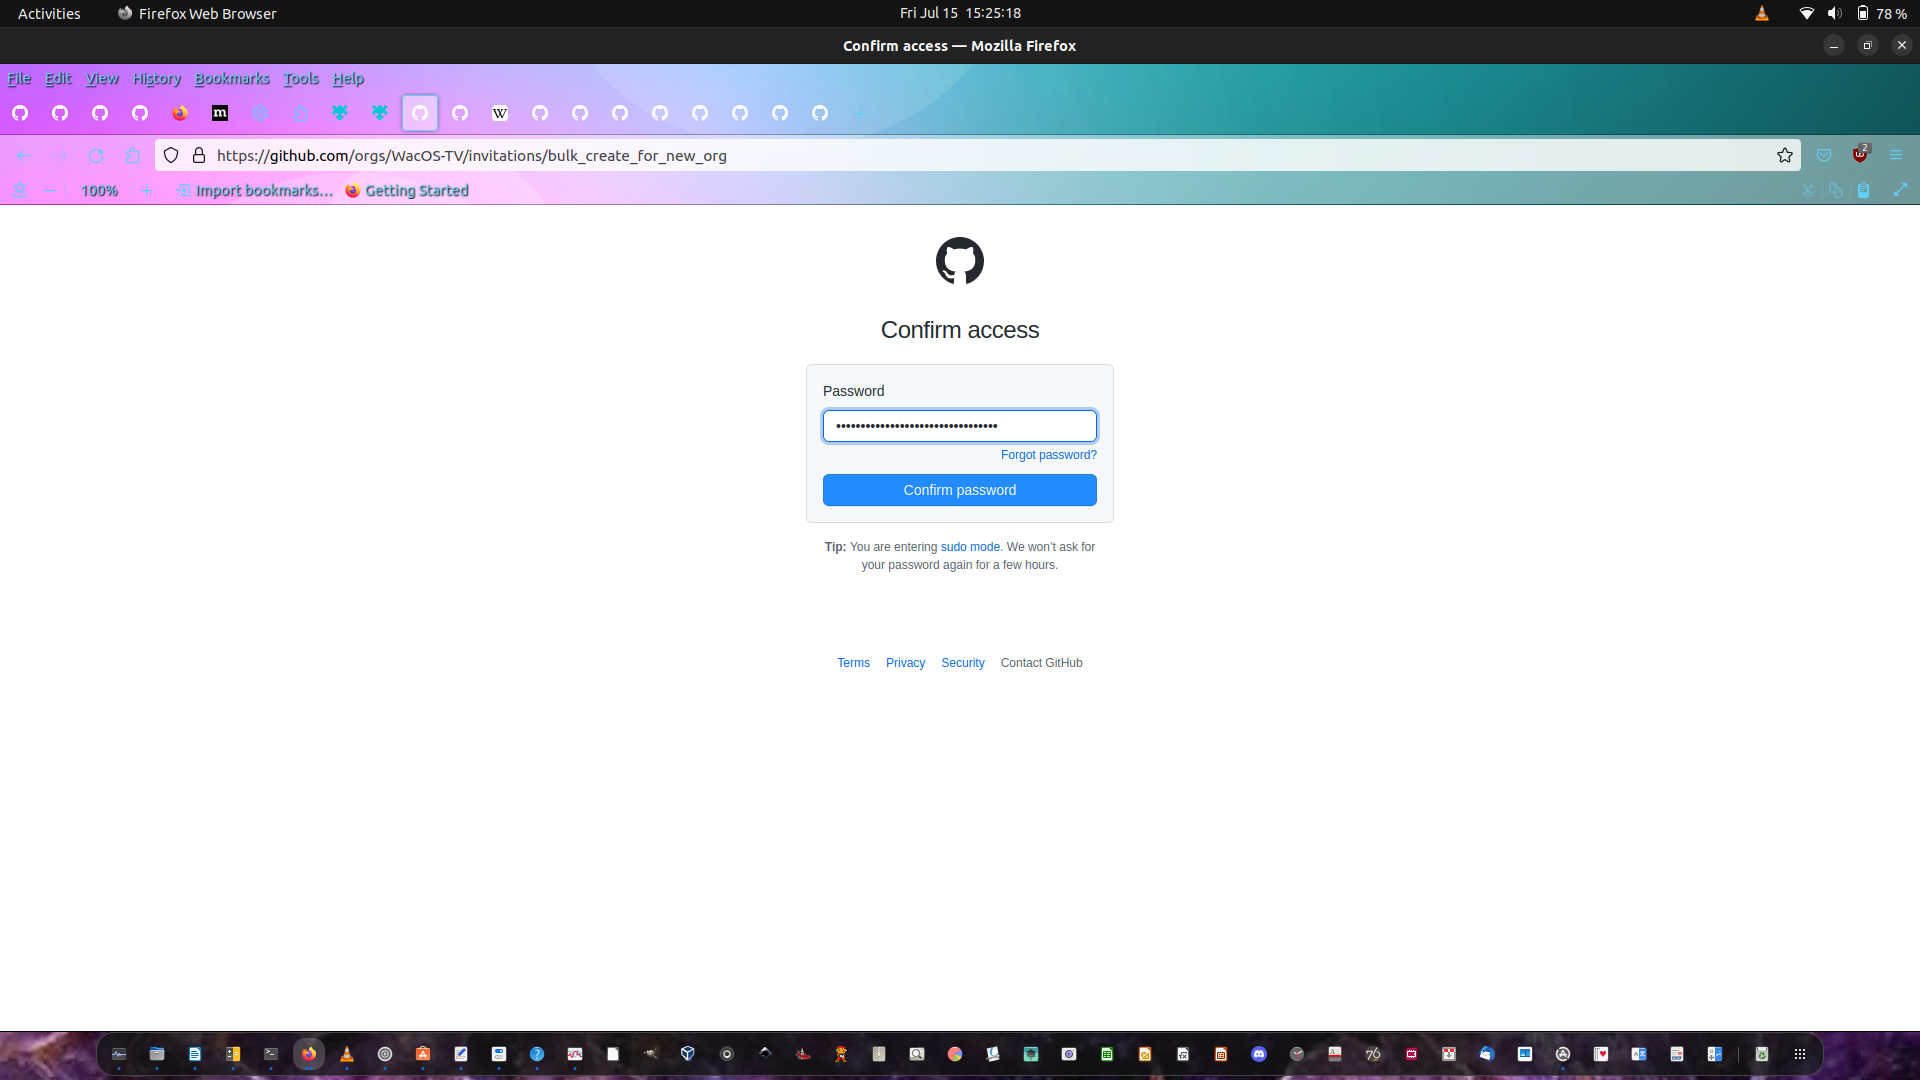 Activities Firefox Web Browser Fri Jul 15 15:25:18 78 %
Confirm access — Mozilla Firefox
File Edit View History Bookmarks Tools Help
m W
https://github.com/orgs/WacOS-TV/invitations/bulk_create_for_new_org 2
100% Import bookmarks... Getting Started
Confirm access
Password
•••••••••••••••••••••••••••••••••
Forgot password?
Confirm password
Tip: You are entering sudo mode. We won't ask for
your password again for a few hours.
Terms Privacy Security Contact GitHub